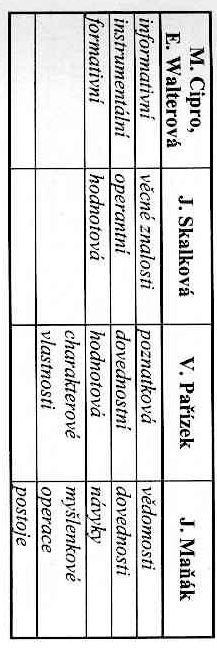 M. Cipro, E. Walterová | J. Skalková | V. Pařízek | J. Maňák
informativní | věcné znalosti | poznatková | vědomosti
instrumentální | operantní | dovednostní | dovednosti
formativní | hodnotová | hodnotová | návyky
charakterové vlastnosti | myšlenkové operace
postoje